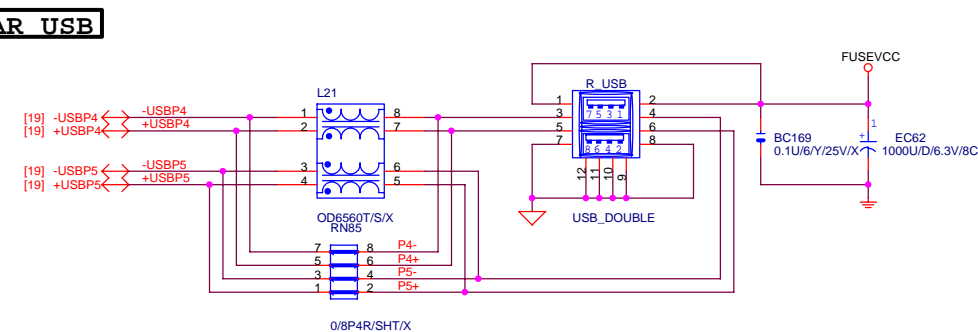 AR USB
FUSEVCC
L21
R_USB
[19] -USBP4 -USBP4 1 8
[19] +USBP4 +USBP4 2 7
[19] -USBP5 -USBP5 3 6
[19] +USBP5 +USBP5 4 5
1 2
3 4
5 6
7 8
7 5 3 1
8 6 4 2
12 11 10 9
USB_DOUBLE
BC169
0.1U/6/Y/25V/X
+ 1
EC62
1000U/D/6.3V/8C
OD6560T/S/X
RN85
7 8 P4-
5 6 P4+
3 4 P5-
1 2 P5+
0/8P4R/SHT/X